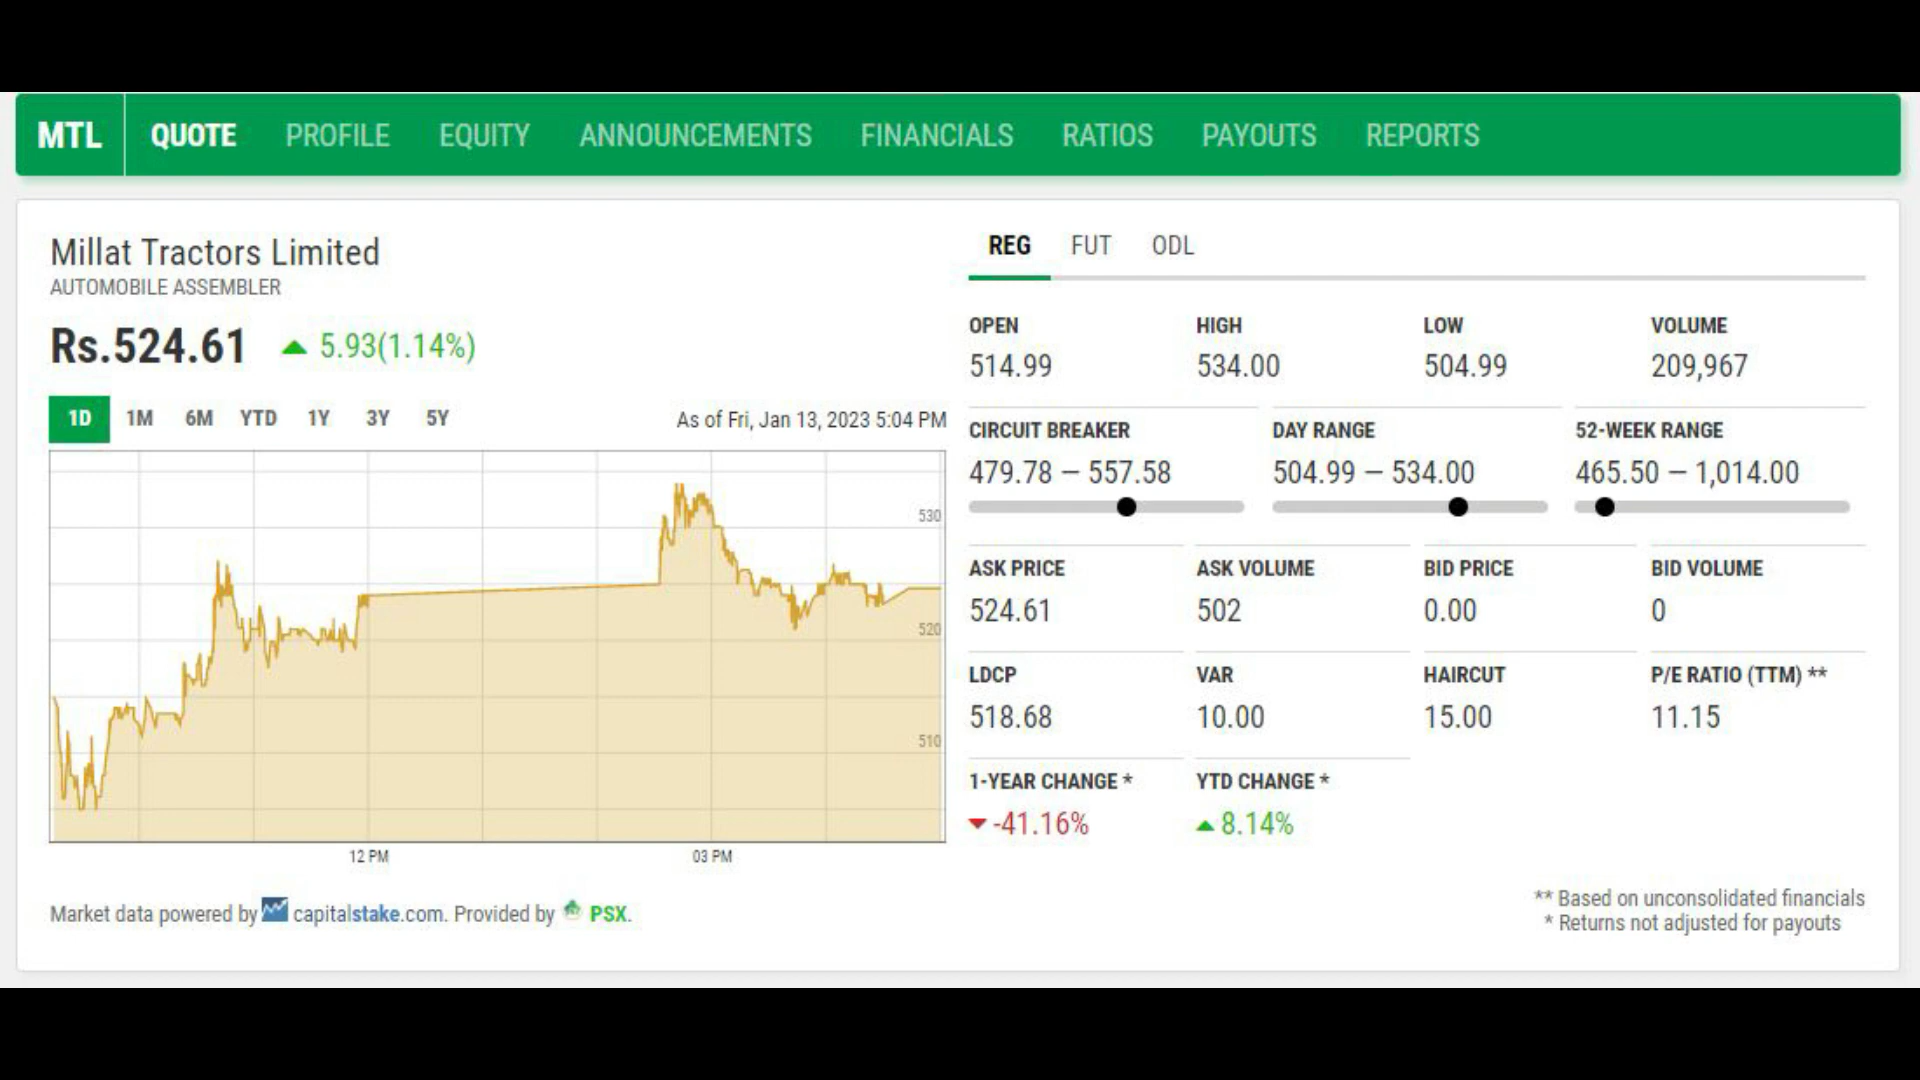 MTL QUOTE PROFILE EQUITY ANNOUNCEMENTS FINANCIALS RATIOS PAYOUTS REPORTS
Millat Tractors Limited
AUTOMOBILE ASSEMBLER
Rs.524.61 5.93(1.14%)
1D 1M 6M YTD 1Y 3Y 5Y
As of Fri, Jan 13, 2023 5:04 PM
530
520
510
12 PM 03 PM
Market data powered by capitalstake.com. Provided by PSX.
REG FUT ODL
OPEN HIGH LOW VOLUME
514.99 534.00 504.99 209,967
CIRCUIT BREAKER DAY RANGE 52-WEEK RANGE
479.78 — 557.58 504.99 — 534.00 465.50 — 1,014.00
ASK PRICE ASK VOLUME BID PRICE BID VOLUME
524.61 502 0.00 0
LDCP VAR HAIRCUT P/E RATIO (TTM) **
518.68 10.00 15.00 11.15
1-YEAR CHANGE * YTD CHANGE *
-41.16% 8.14%
** Based on unconsolidated financials
* Returns not adjusted for payouts